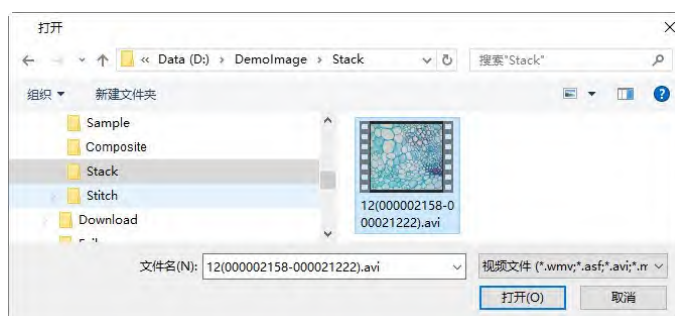 打开
« Data (D:) › DemoImage › Stack
搜索"Stack"
组织
新建文件夹
Sample
Composite
Stack
Stitch
Download
12(000002158-0
00021222).avi
文件名(N):
12(000002158-000021222).avi
视频文件 (*.wmv;*.asf;*.avi;*.m
打开(O)
取消